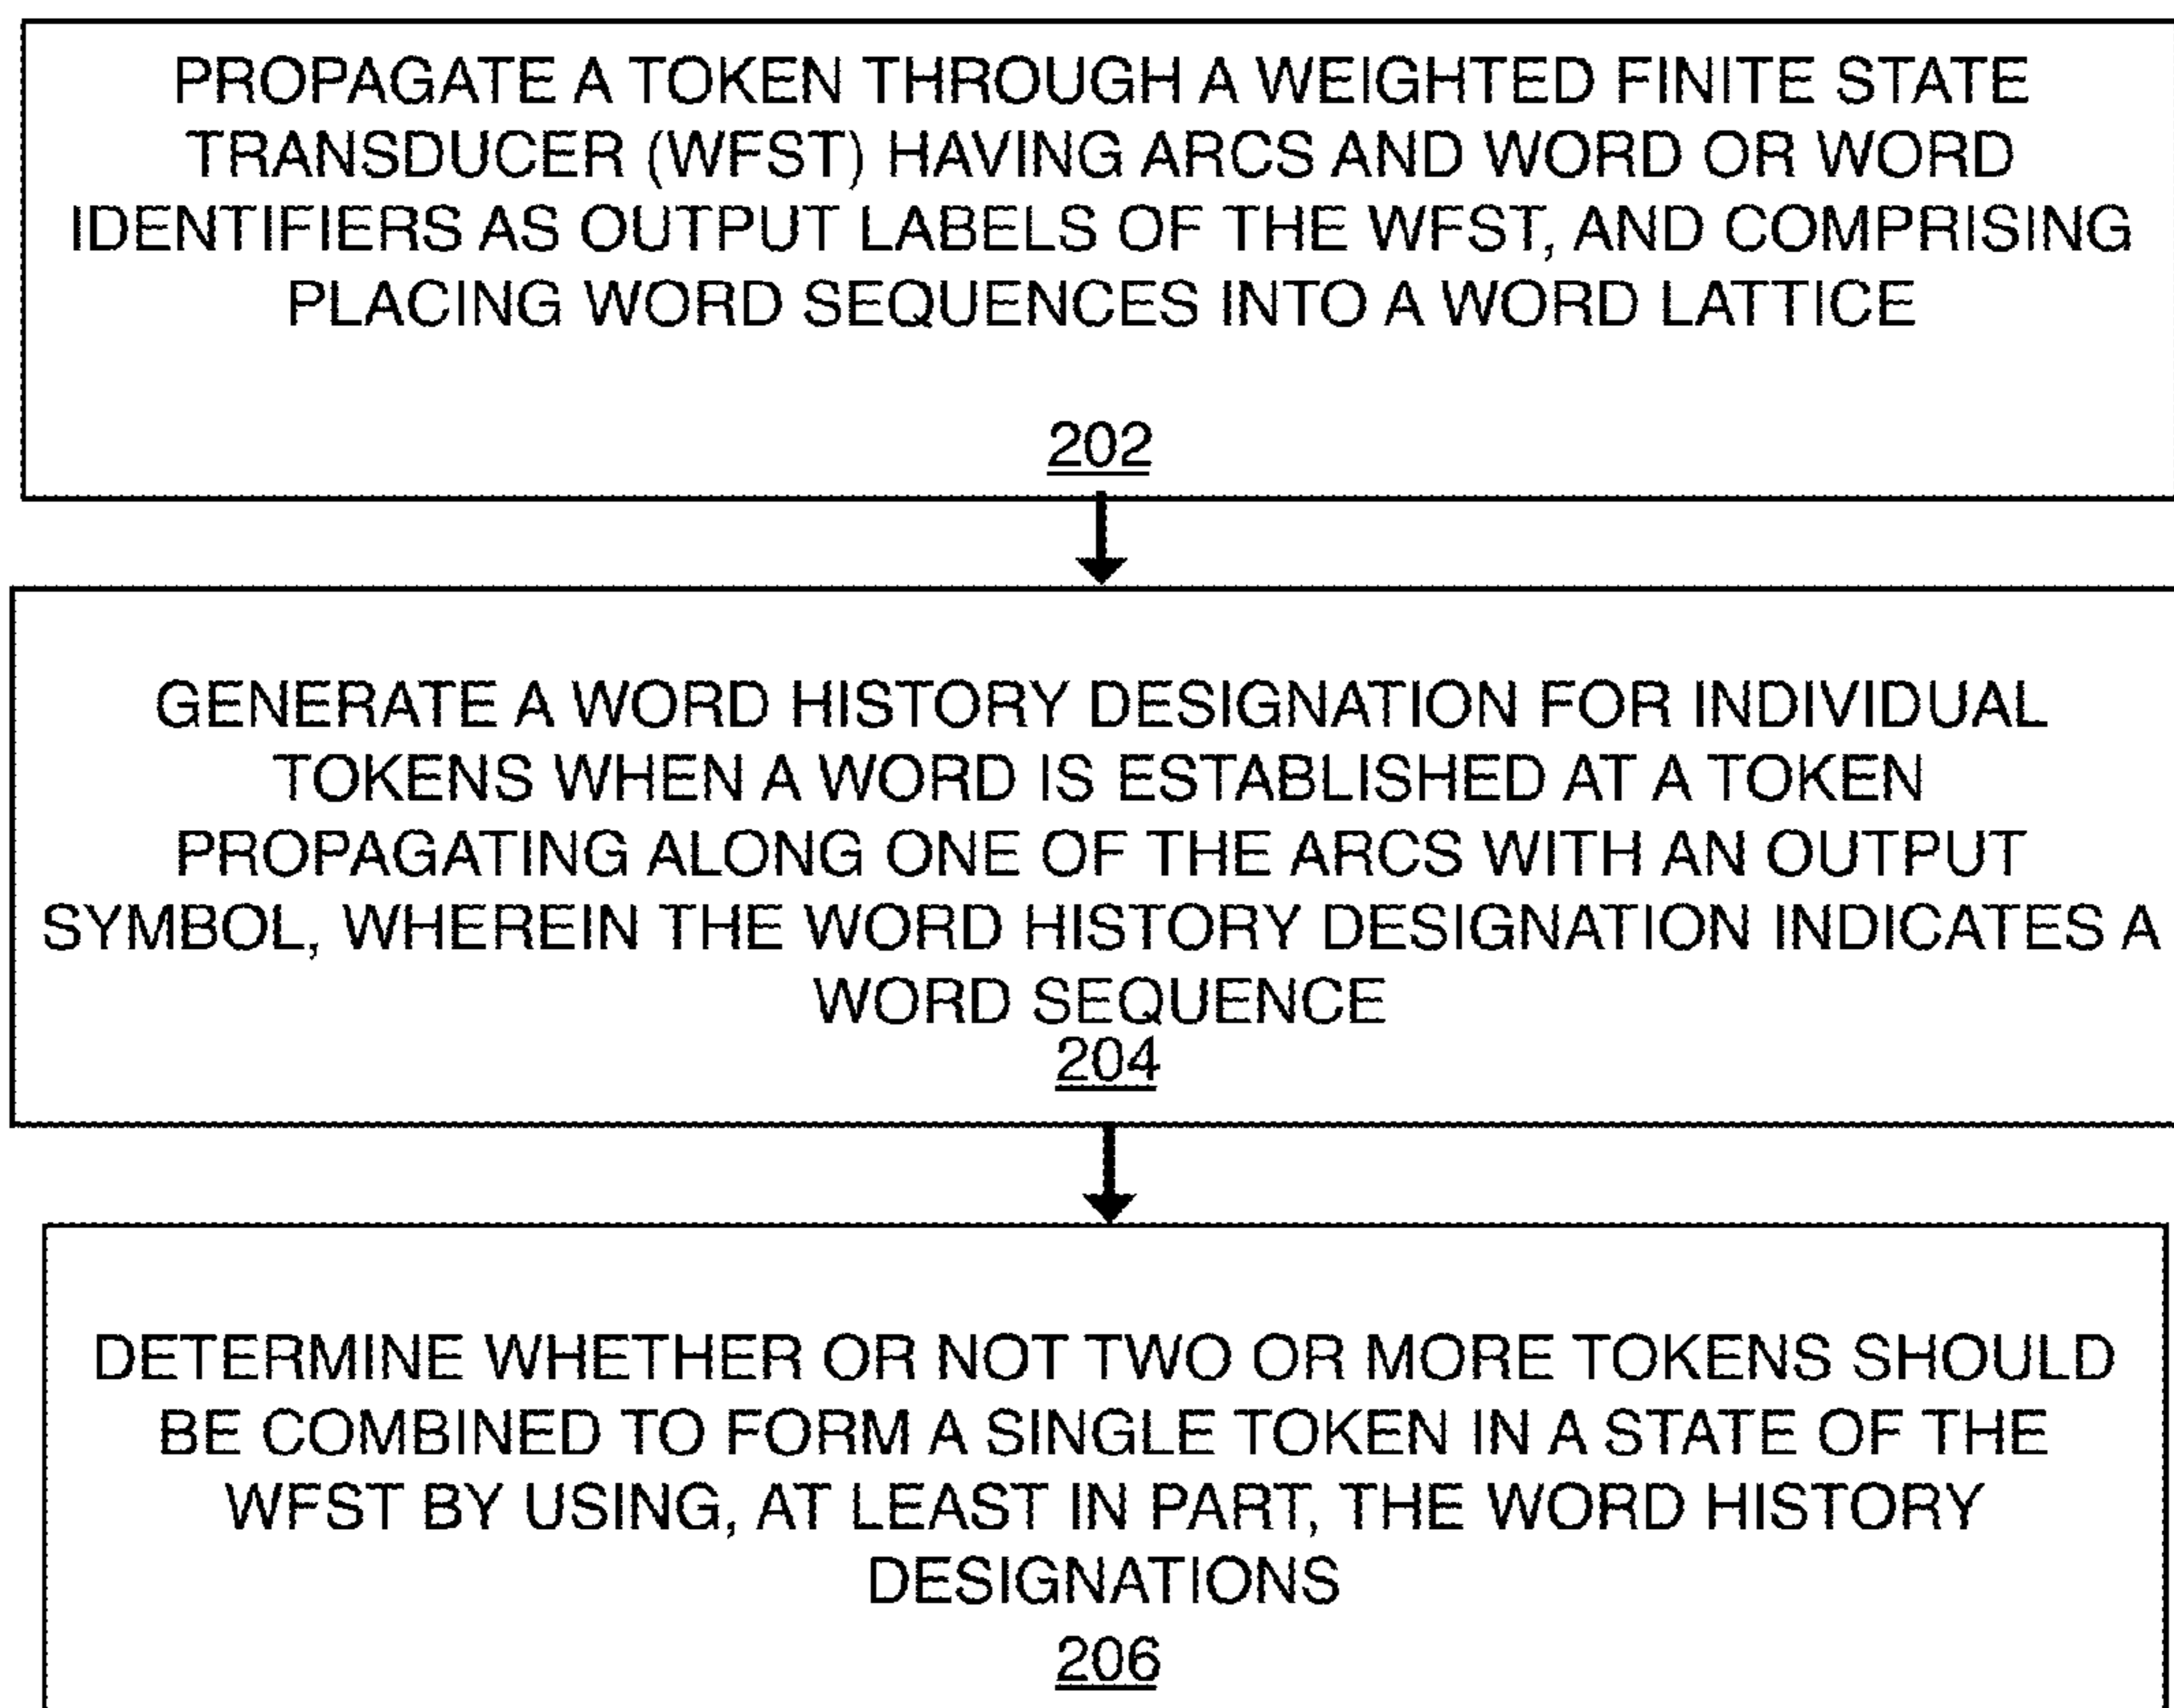 PROPAGATE A TOKEN THROUGH A WEIGHTED FINITE STATE
TRANSDUCER (WFST) HAVING ARCS AND WORD OR WORD
IDENTIFIERS AS OUTPUT LABELS OF THE WFST, AND COMPRISING
PLACING WORD SEQUENCES INTO A WORD LATTICE
202
GENERATE A WORD HISTORY DESIGNATION FOR INDIVIDUAL
TOKENS WHEN A WORD IS ESTABLISHED AT A TOKEN
PROPAGATING ALONG ONE OF THE ARCS WITH AN OUTPUT
SYMBOL, WHEREIN THE WORD HISTORY DESIGNATION INDICATES A
WORD SEQUENCE
204
DETERMINE WHETHER OR NOT TWO OR MORE TOKENS SHOULD
BE COMBINED TO FORM A SINGLE TOKEN IN A STATE OF THE
WFST BY USING, AT LEAST IN PART, THE WORD HISTORY
DESIGNATIONS
206